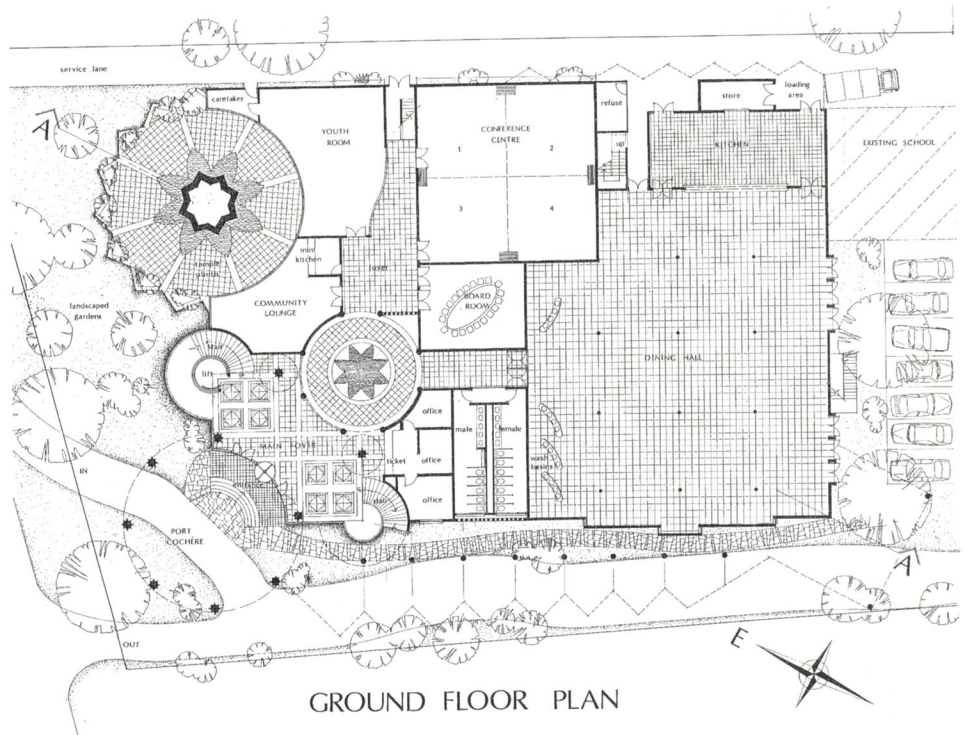 service lane
caretaker
A
YOUTH
ROOM
CONFERENCE
CENTRE
1
2
3
4
refuse
up
store
loading
area
KITCHEN
EXISTING SCHOOL
temple
plinth
mini
kitchen
foyer
landscaped
gardens
COMMUNITY
LOUNGE
BOARD
ROOM
stair
lift
DINING HALL
MAIN FOYER
office
male
female
ticket
office
wash
basins
IN
entrance
stair
office
PORT
COCHÈRE
A
OUT
E
GROUND FLOOR PLAN